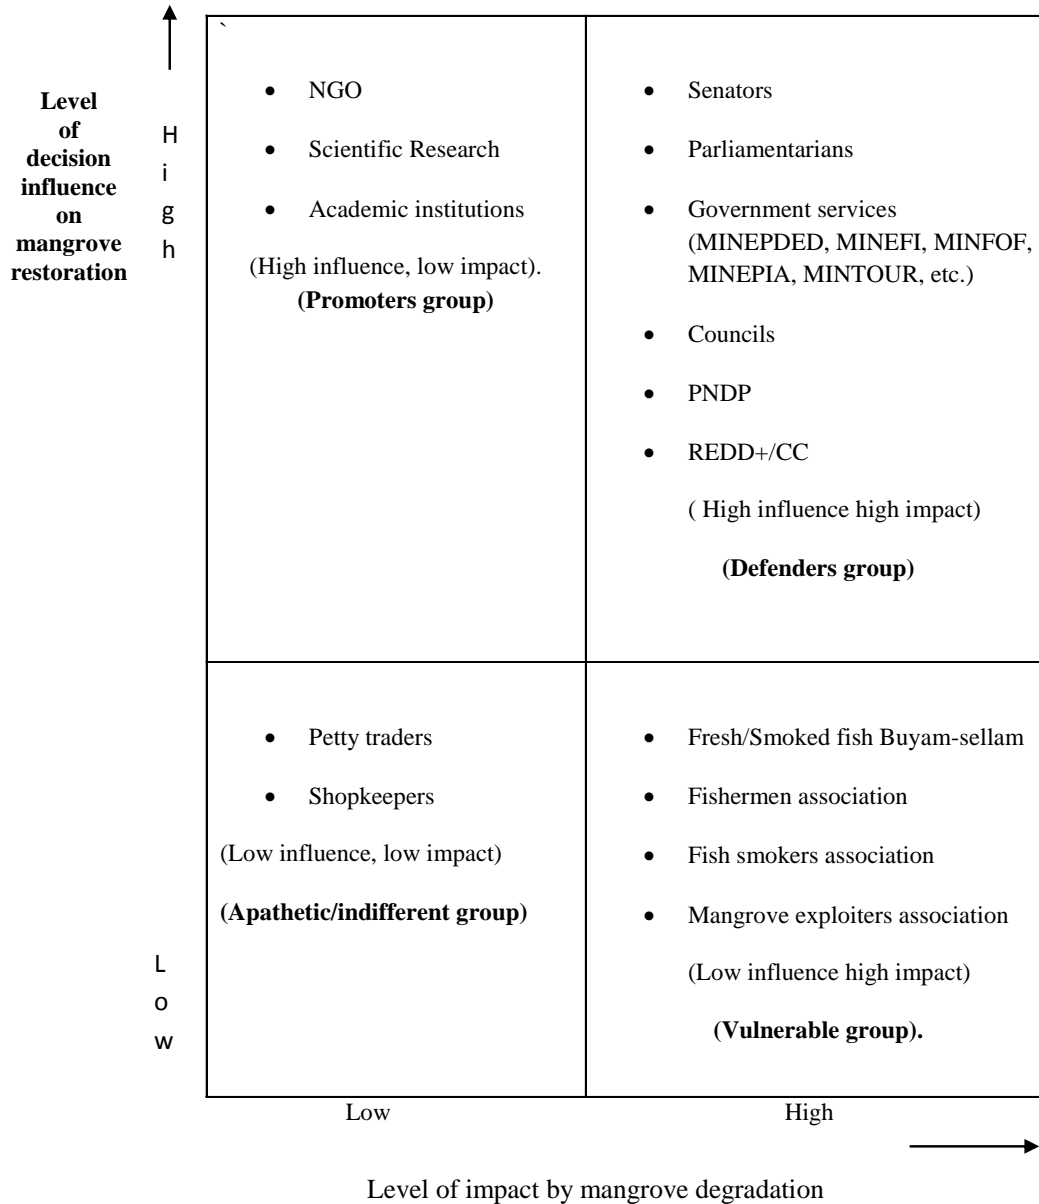 `
Level
of
decision
influence
on
mangrove
restoration
High
• NGO
• Scientific Research
• Academic institutions
(High influence, low impact).
(Promoters group)
• Senators
• Parliamentarians
• Government services
(MINEPDED, MINEFI, MINFOF,
MINEPIA, MINTOUR, etc.)
• Councils
• PNDP
• REDD+/CC
( High influence high impact)
(Defenders group)
Low
• Petty traders
• Shopkeepers
(Low influence, low impact)
(Apathetic/indifferent group)
• Fresh/Smoked fish Buyam-sellam
• Fishermen association
• Fish smokers association
• Mangrove exploiters association
(Low influence high impact)
(Vulnerable group).
Low
High
Level of impact by mangrove degradation